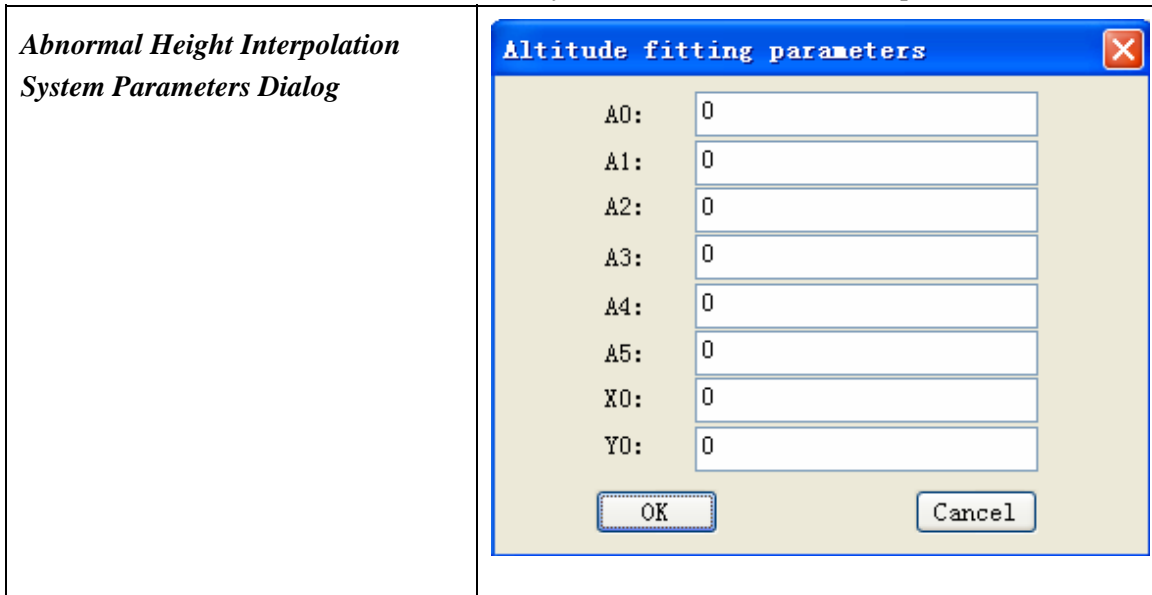 Abnormal Height Interpolation
System Parameters Dialog
Altitude fitting parameters
A0: 0
A1: 0
A2: 0
A3: 0
A4: 0
A5: 0
X0: 0
Y0: 0
OK Cancel